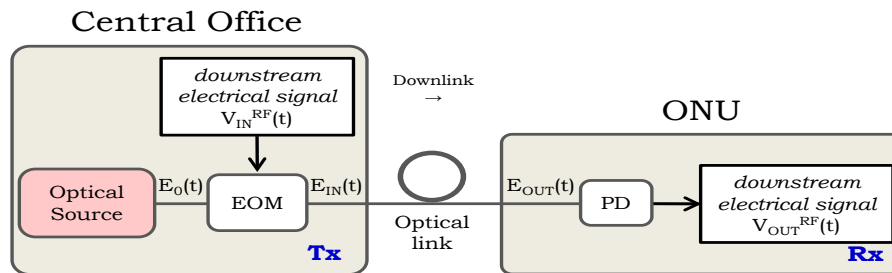 Central Office
downstream
electrical signal
V_IN^RF(t)
Downlink
→
ONU
Optical
Source
E_0(t)
EOM
E_IN(t)
Optical
link
E_OUT(t)
PD
downstream
electrical signal
V_OUT^RF(t)
Tx
Rx